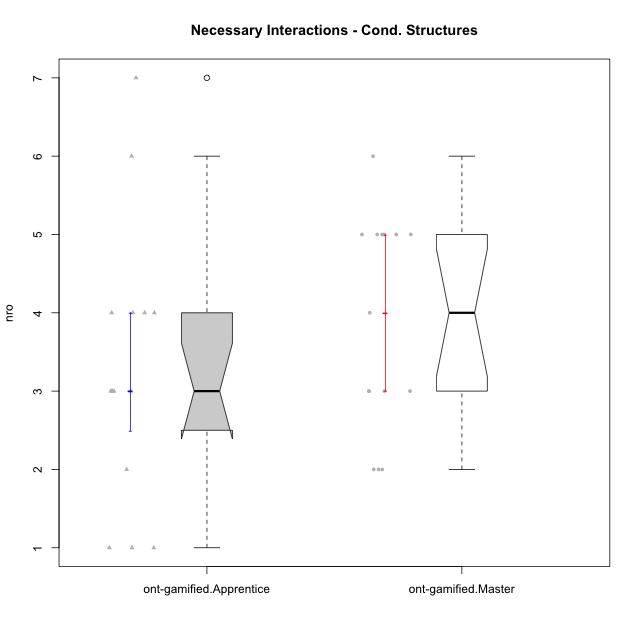 Necessary Interactions - Cond. Structures
7
6
5
4
3
2
1
nro
ont-gamified.Apprentice
ont-gamified.Master